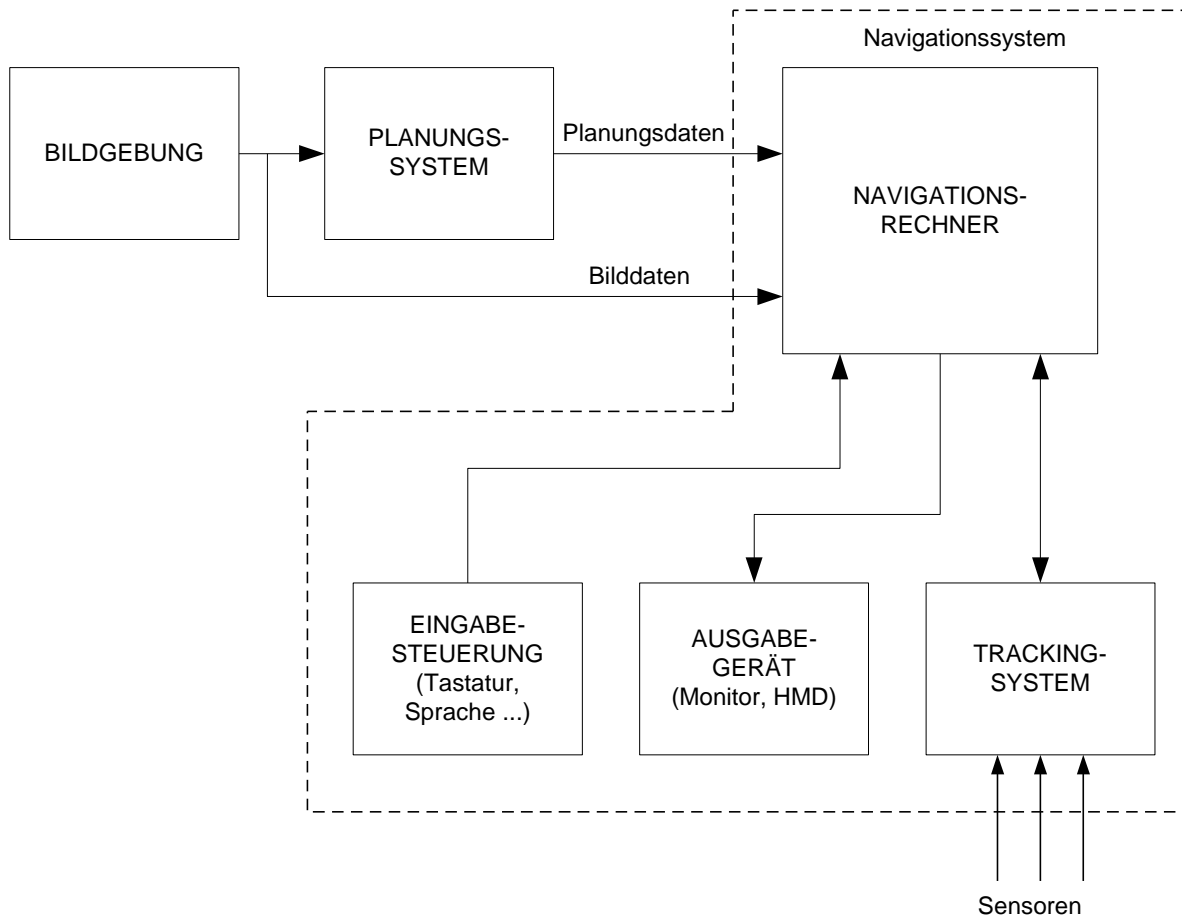 Navigationssystem
BILDGEBUNG
PLANUNGS-
SYSTEM
Planungsdaten
NAVIGATIONS-
RECHNER
Bilddaten
EINGABE-
STEUERUNG
(Tastatur,
Sprache ...)
AUSGABE-
GERÄT
(Monitor, HMD)
TRACKING-
SYSTEM
Sensoren